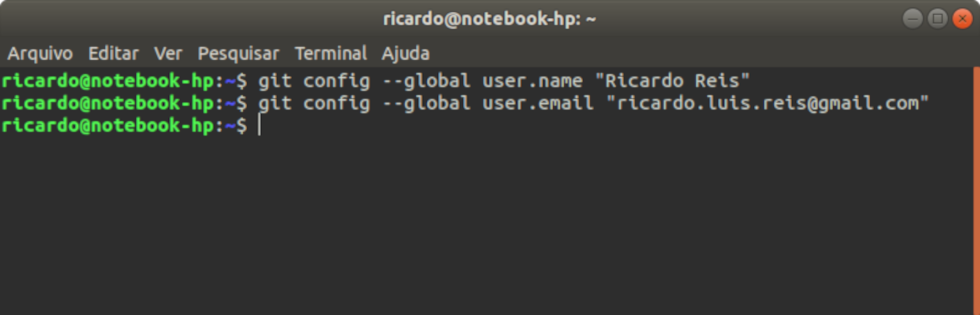 ricardo@notebook-hp: ~
Arquivo Editar Ver Pesquisar Terminal Ajuda
ricardo@notebook-hp:~$ git config --global user.name "Ricardo Reis"
ricardo@notebook-hp:~$ git config --global user.email "ricardo.luis.reis@gmail.com"
ricardo@notebook-hp:~$